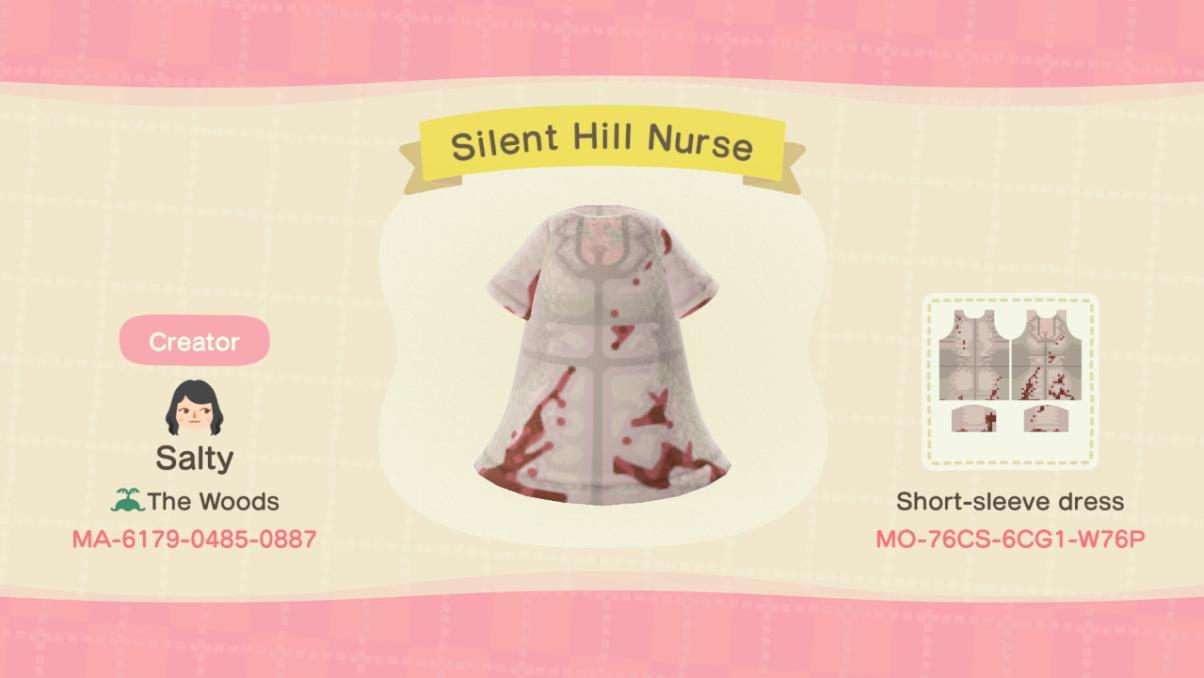 Silent Hill Nurse
Creator
Salty
The Woods
MA-6179-0485-0887
Short-sleeve dress
MO-76CS-6CG1-W76P